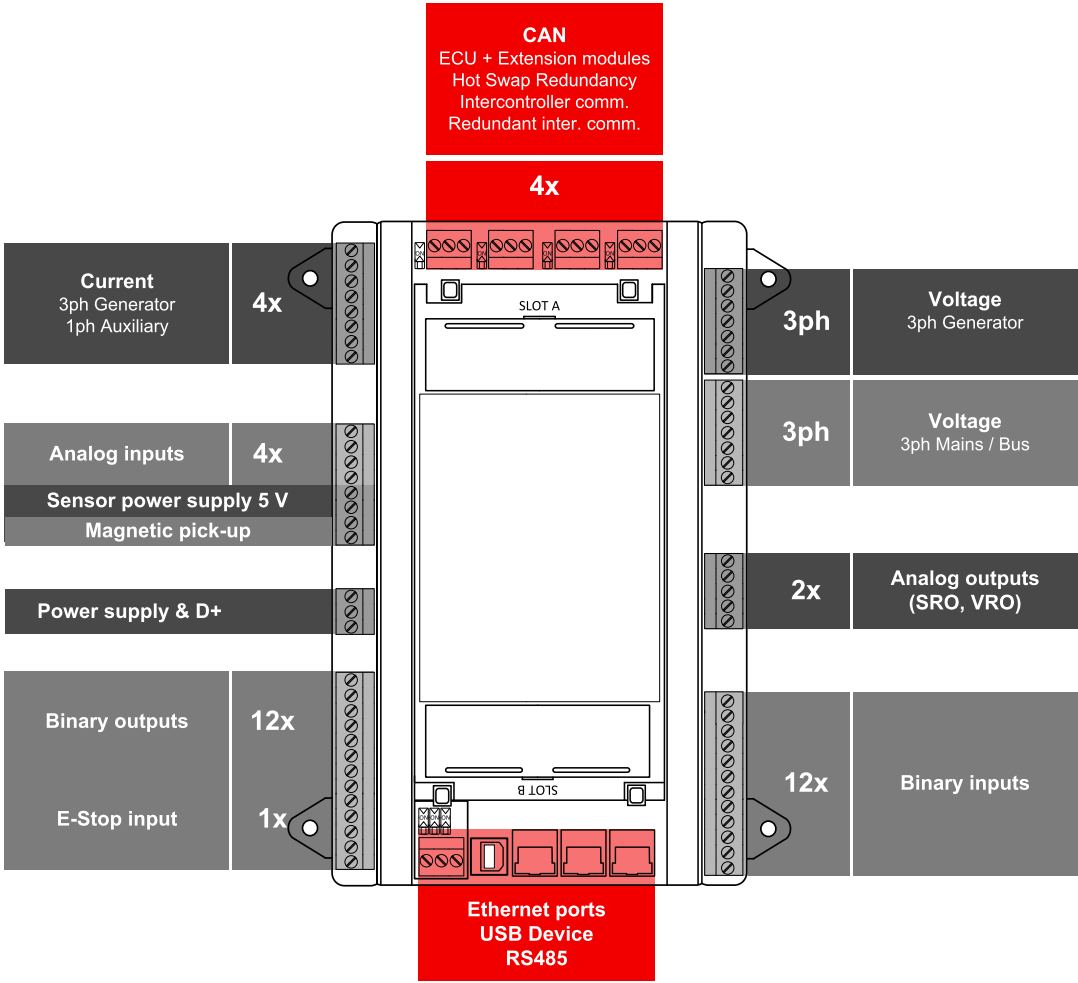 CAN
ECU + Extension modules
Hot Swap Redundancy
Intercontroller comm.
Redundant inter. comm.
4x
Current
3ph Generator
1ph Auxiliary
4x
SLOT A
3ph
Voltage
3ph Generator
3ph
Voltage
3ph Mains / Bus
Analog inputs
4x
Sensor power supply 5 V
Magnetic pick-up
Power supply & D+
2x
Analog outputs
(SRO, VRO)
Binary outputs
12x
E-Stop input
1x
12x
Binary inputs
SLOT B
ON ON ON
Ethernet ports
USB Device
RS485